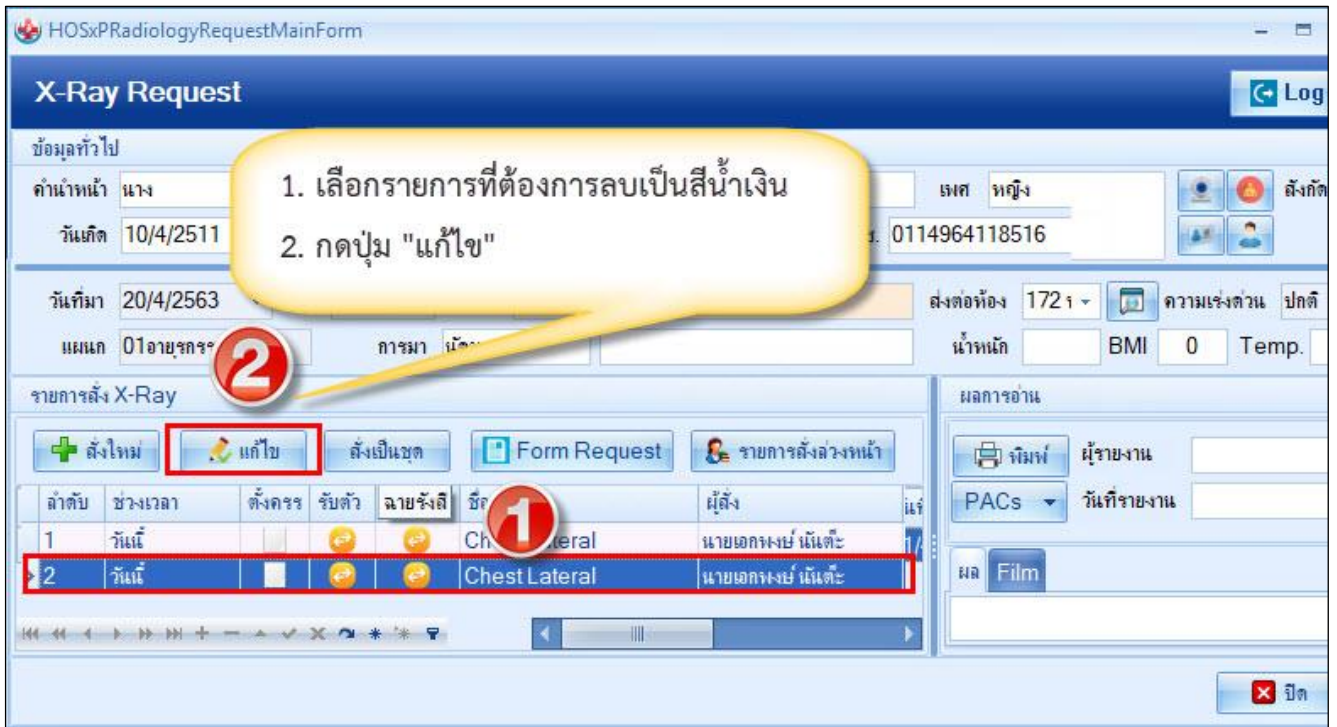 HOSxPRadiologyRequestMainForm
X-Ray Request
Log
ข้อมูลทั่วไป
1. เลือกรายการที่ต้องการลบเป็นสีน้ำเงิน
2. กดปุ่ม "แก้ไข"
คำนำหน้า นาง เพศ หญิง สังกัด
วันเกิด 10/4/2511 0114964118516
วันที่มา 20/4/2563 ส่งต่อห้อง 172 ความเร่งด่วน ปกติ
แผนก การมา น้ำหนัก BMI 0 Temp.
2
รายการสั่ง X-Ray ผลการอ่าน
สั่งใหม่ แก้ไข สั่งเป็นชุด Form Request รายการสั่งล่วงหน้า พิมพ์ ผู้รายงาน
PACs วันที่รายงาน
ลำดับ ช่วงเวลา ตั้งครร รับตัว ฉายรังสี ผู้สั่ง
1
1 วันนี้ นายเอกพงษ์ นันต๊ะ
2 วันนี้ Chest Lateral นายเอกพงษ์ นันต๊ะ
ผล Film
ปิด